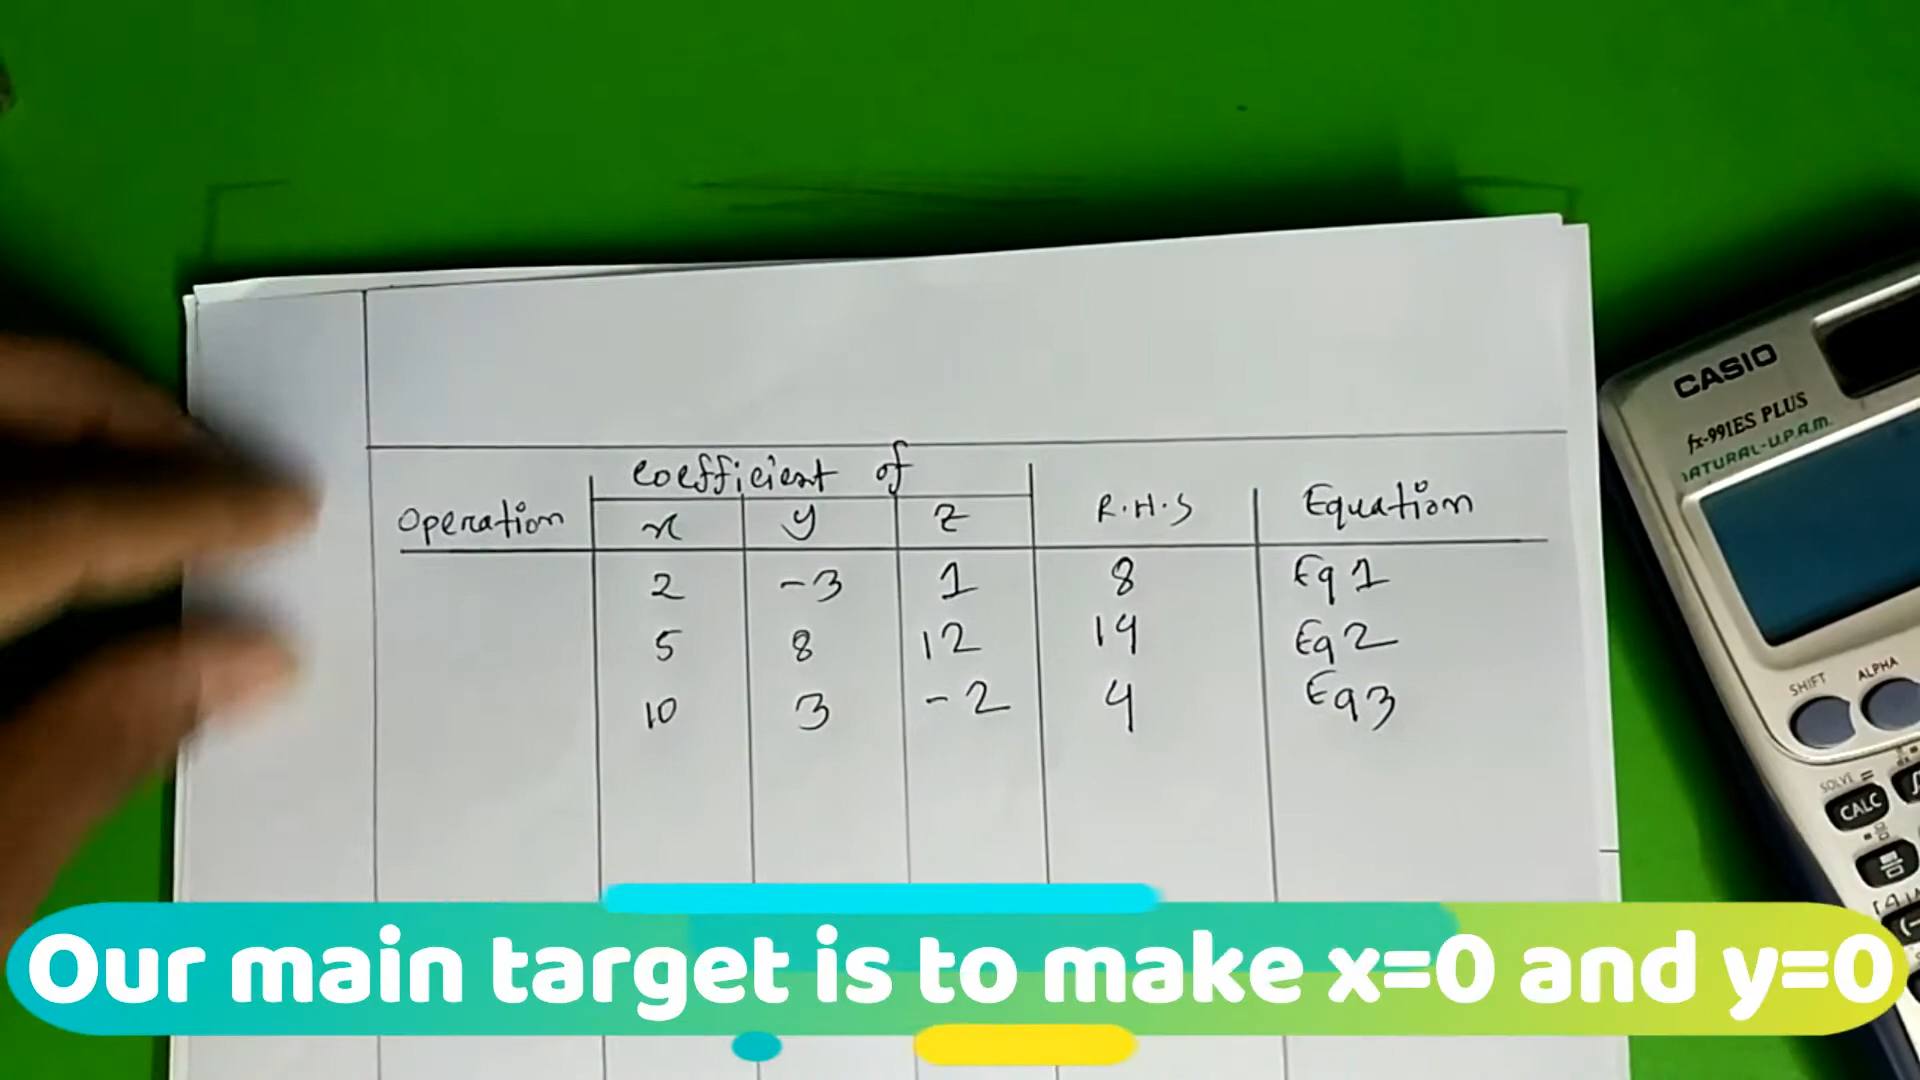 Coefficient of
Operation x y z R.H.S Equation
2 -3 1 8 Eq 1
5 8 12 14 Eq 2
10 3 -2 4 Eq 3
CASIO
fx-991ES PLUS
NATURAL-V.P.A.M.
SHIFT ALPHA
SOLVE =
CALC
Our main target is to make x=0 and y=0